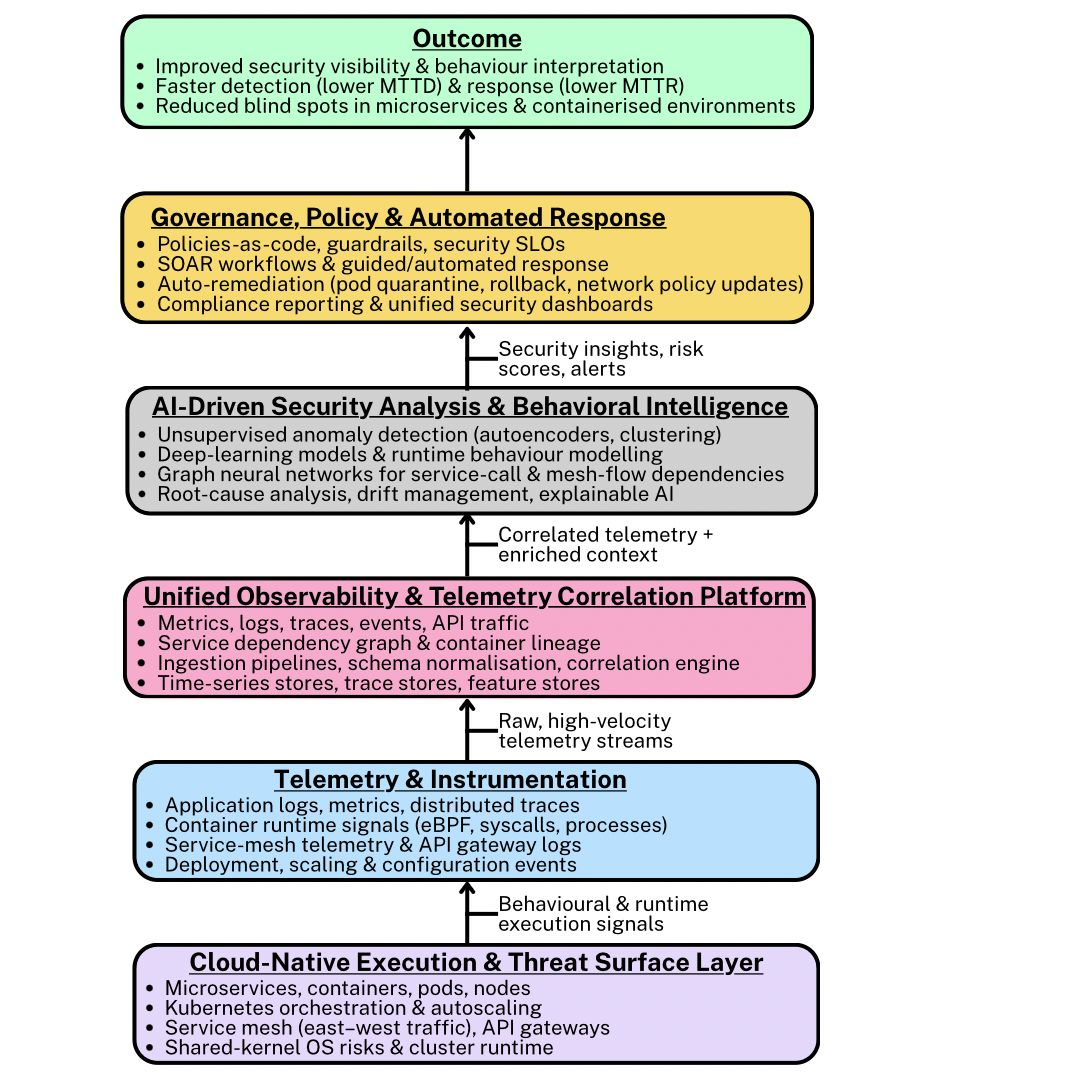 Outcome
• Improved security visibility & behaviour interpretation
• Faster detection (lower MTTD) & response (lower MTTR)
• Reduced blind spots in microservices & containerised environments
Governance, Policy & Automated Response
• Policies-as-code, guardrails, security SLOs
• SOAR workflows & guided/automated response
• Auto-remediation (pod quarantine, rollback, network policy updates)
• Compliance reporting & unified security dashboards
Security insights, risk
scores, alerts
AI-Driven Security Analysis & Behavioral Intelligence
• Unsupervised anomaly detection (autoencoders, clustering)
• Deep-learning models & runtime behaviour modelling
• Graph neural networks for service-call & mesh-flow dependencies
• Root-cause analysis, drift management, explainable AI
Correlated telemetry +
enriched context
Unified Observability & Telemetry Correlation Platform
• Metrics, logs, traces, events, API traffic
• Service dependency graph & container lineage
• Ingestion pipelines, schema normalisation, correlation engine
• Time-series stores, trace stores, feature stores
Raw, high-velocity
telemetry streams
Telemetry & Instrumentation
• Application logs, metrics, distributed traces
• Container runtime signals (eBPF, syscalls, processes)
• Service-mesh telemetry & API gateway logs
• Deployment, scaling & configuration events
Behavioural & runtime
execution signals
Cloud-Native Execution & Threat Surface Layer
• Microservices, containers, pods, nodes
• Kubernetes orchestration & autoscaling
• Service mesh (east–west traffic), API gateways
• Shared-kernel OS risks & cluster runtime